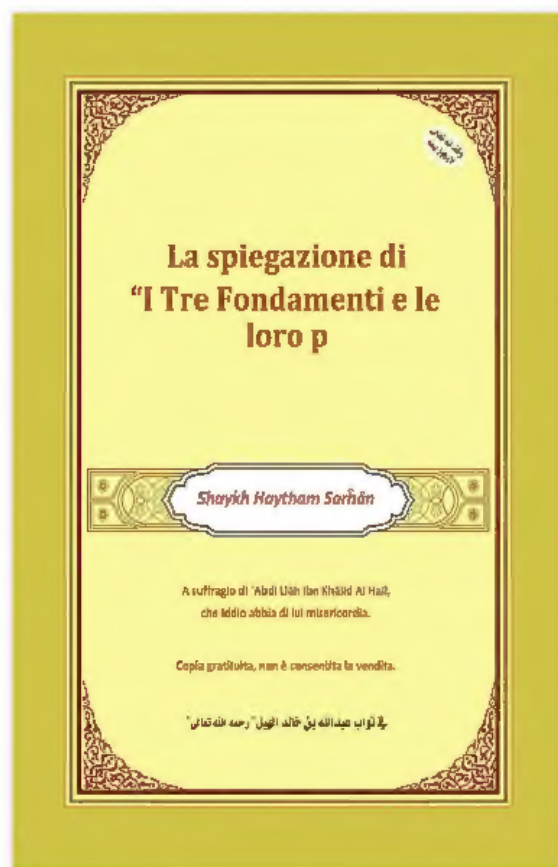 La spiegazione di
“I Tre Fondamenti e le
loro p
Shaykh Haytham Sarhān
A suffragio di 'Abdi Llāh Ibn Khālid Al Hail,
che Iddio abbia di lui misericordia.
Copia gratituita, non è consentita la vendita.
في ثواب عبدالله بن خالد الهيل" رحمه الله تعالى"